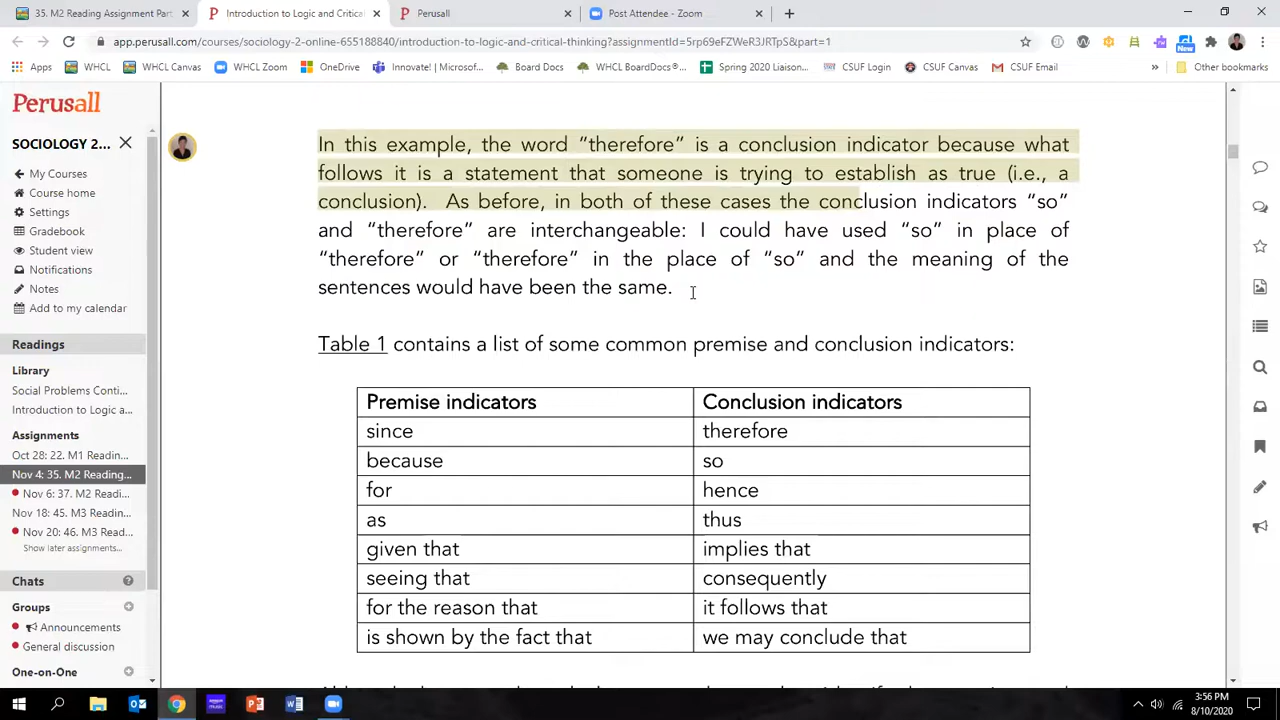 35. M2 Reading Assignment Part
Introduction to Logic and Critical
Perusall
Post Attendee - Zoom
app.perusall.com/courses/sociology-2-online-655188840/introduction-to-logic-and-critical-thinking?assignmentId=5rp69eFZWeR3JRTpS&part=1
Apps
WHCL
WHCL Canvas
WHCL Zoom
OneDrive
Innovate! | Microsof...
Board Docs
WHCL BoardDocs®...
Spring 2020 Liaison...
CSUF Login
CSUF Canvas
CSUF Email
»
Other bookmarks
New
Perusall
SOCIOLOGY 2...
My Courses
Course home
Settings
Gradebook
Student view
Notifications
Notes
Add to my calendar
Readings
Library
Social Problems Conti...
Introduction to Logic a...
Assignments
Oct 28: 22. M1 Readin...
Nov 4: 35. M2 Reading...
Nov 6: 37. M2 Readin...
Nov 18: 45. M3 Readin...
Nov 20: 46. M3 Read...
Show later assignments...
Chats
Groups
Announcements
General discussion
One-on-One
In this example, the word “therefore” is a conclusion indicator because what
follows it is a statement that someone is trying to establish as true (i.e., a
conclusion). As before, in both of these cases the conclusion indicators “so”
and “therefore” are interchangeable: I could have used “so” in place of
“therefore” or “therefore” in the place of “so” and the meaning of the
sentences would have been the same.
Table 1 contains a list of some common premise and conclusion indicators:
Premise indicators Conclusion indicators
since therefore
because so
for hence
as thus
given that implies that
seeing that consequently
for the reason that it follows that
is shown by the fact that we may conclude that
3:56 PM
8/10/2020